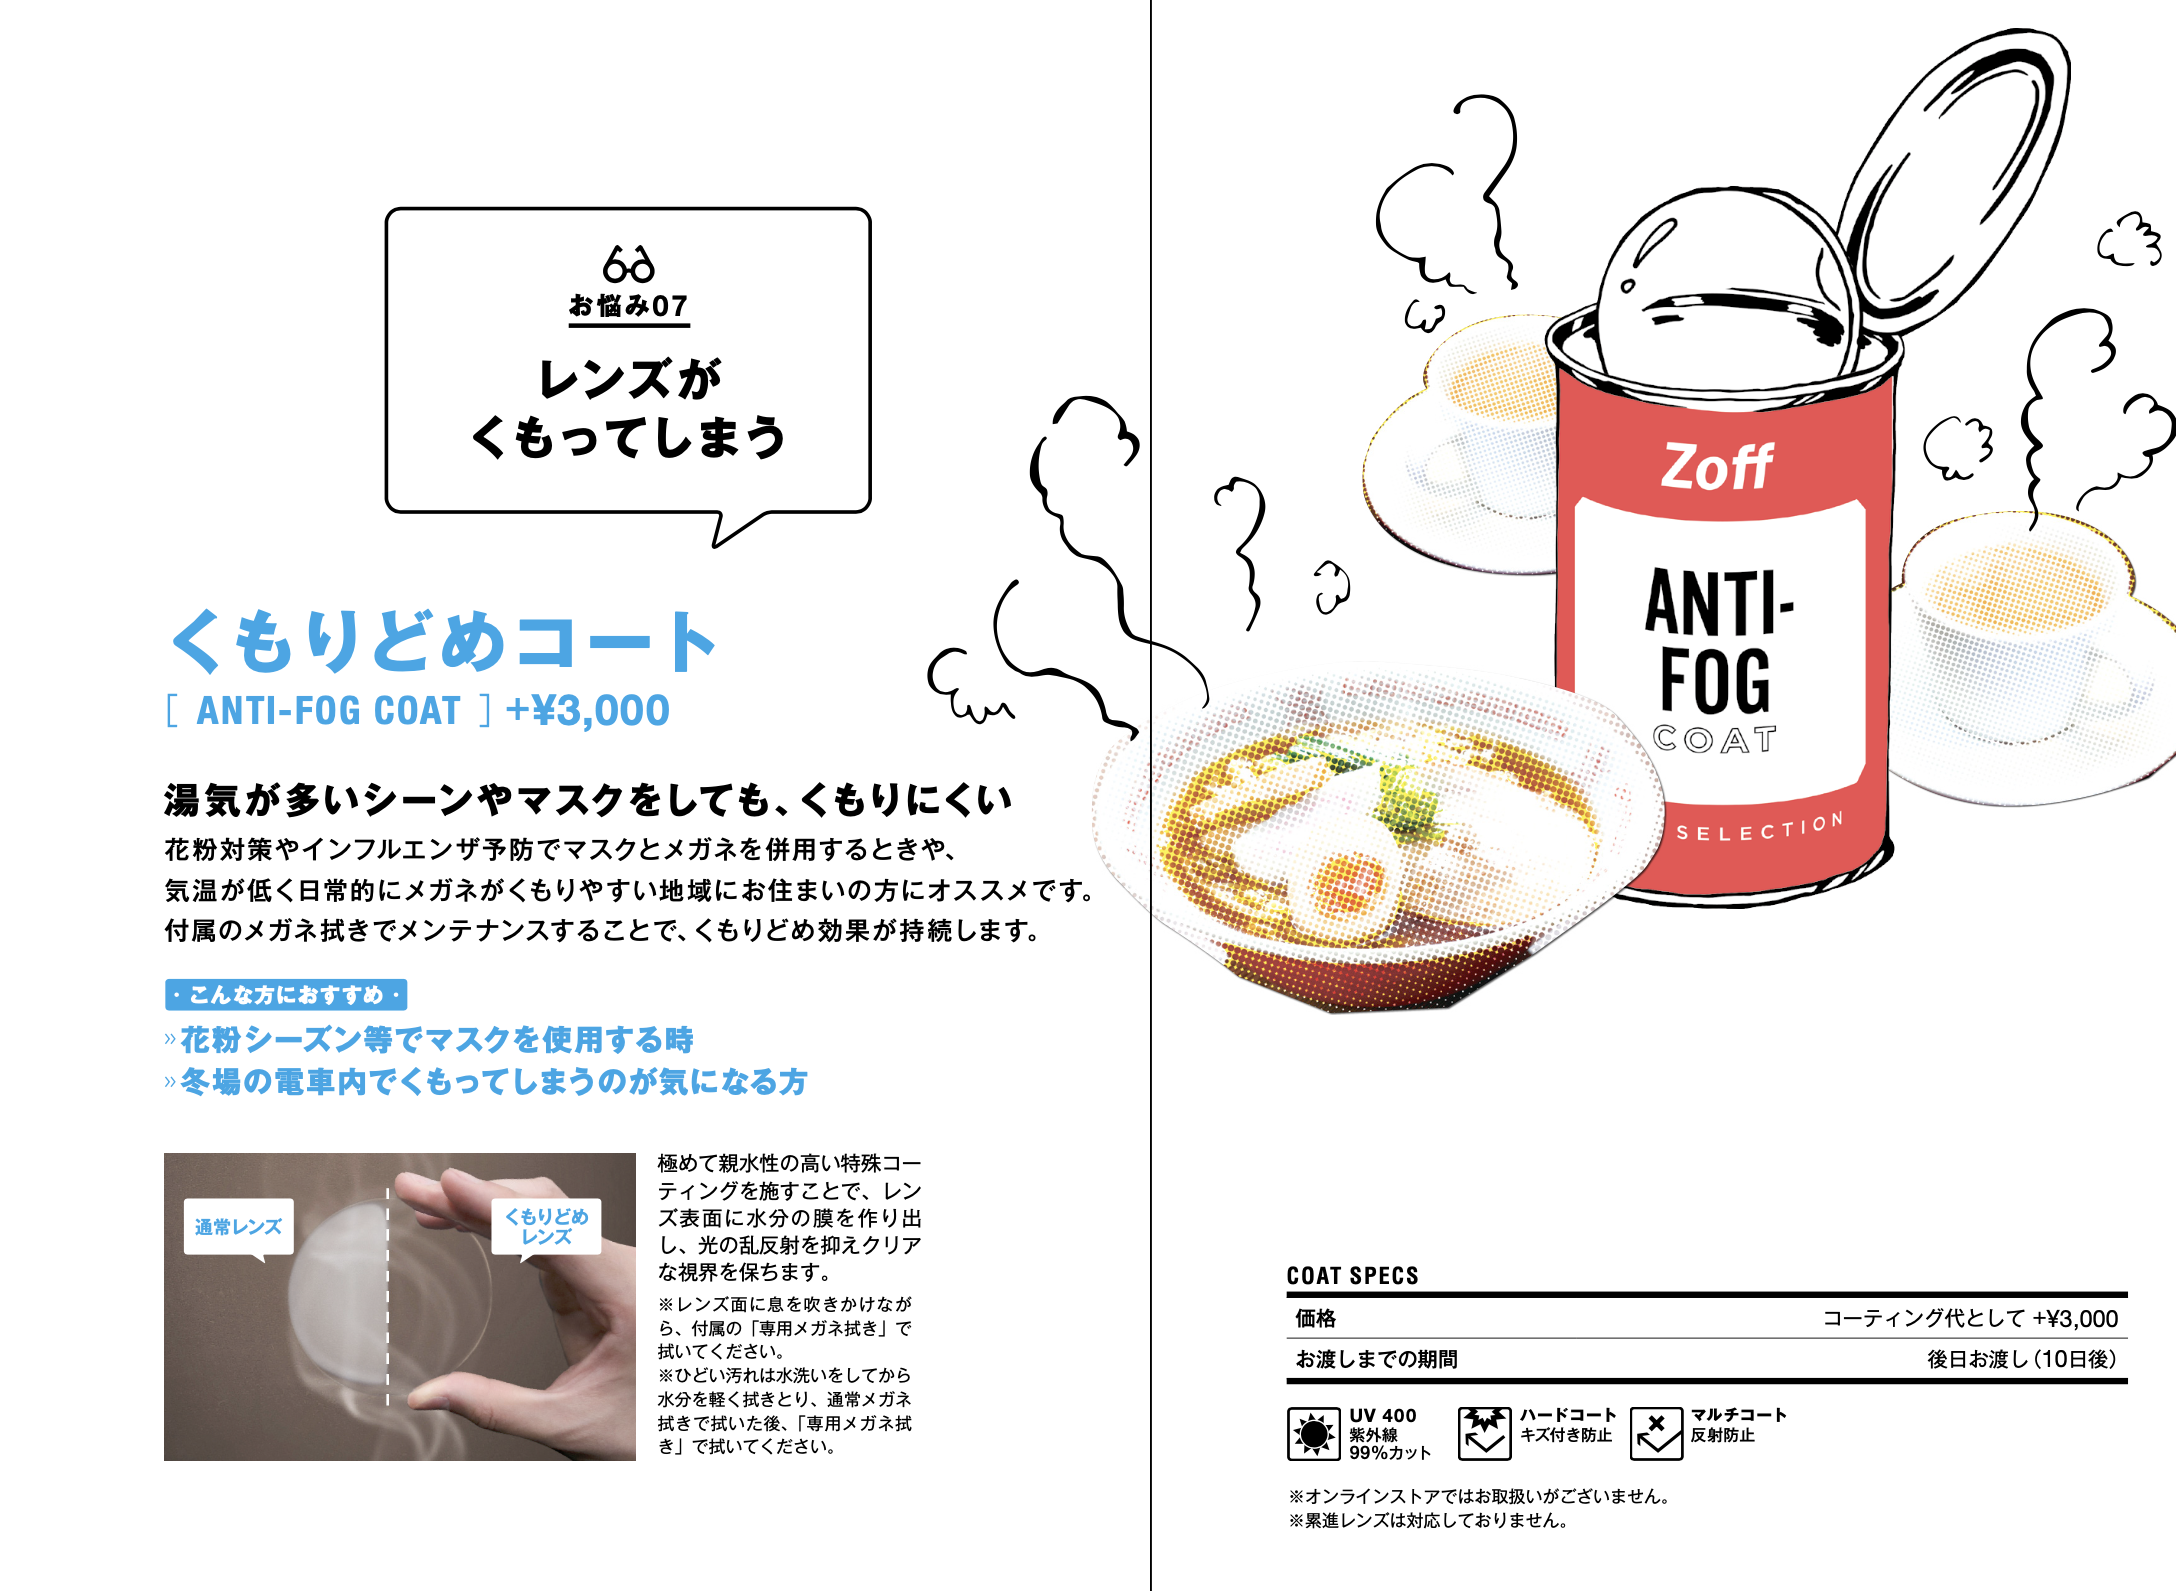 お悩み07
レンズが
くもってしまう
くもりどめコート
[ ANTI-FOG COAT ] +¥3,000
湯気が多いシーンやマスクをしても、くもりにくい
花粉対策やインフルエンザ予防でマスクとメガネを併用するときや、
気温が低く日常的にメガネがくもりやすい地域にお住まいの方にオススメです。
付属のメガネ拭きでメンテナンスすることで、くもりどめ効果が持続します。
・こんな方におすすめ・
»花粉シーズン等でマスクを使用する時
»冬場の電車内でくもってしまうのが気になる方
通常レンズ
くもりどめ
レンズ
極めて親水性の高い特殊コー
ティングを施すことで、レン
ズ表面に水分の膜を作り出
し、光の乱反射を抑えクリア
な視界を保ちます。
※レンズ面に息を吹きかけなが
ら、付属の「専用メガネ拭き」で
拭いてください。
※ひどい汚れは水洗いをしてから
水分を軽く拭きとり、通常メガネ
拭きで拭いた後、「専用メガネ拭
き」で拭いてください。
Zoff
ANTI-
FOG
COAT
SELECTION
COAT SPECS
価格 コーティング代として +¥3,000
お渡しまでの期間 後日お渡し（10日後）
UV 400
紫外線
99%カット
ハードコート
キズ付き防止
マルチコート
反射防止
※オンラインストアではお取扱いがございません。
※累進レンズは対応しておりません。